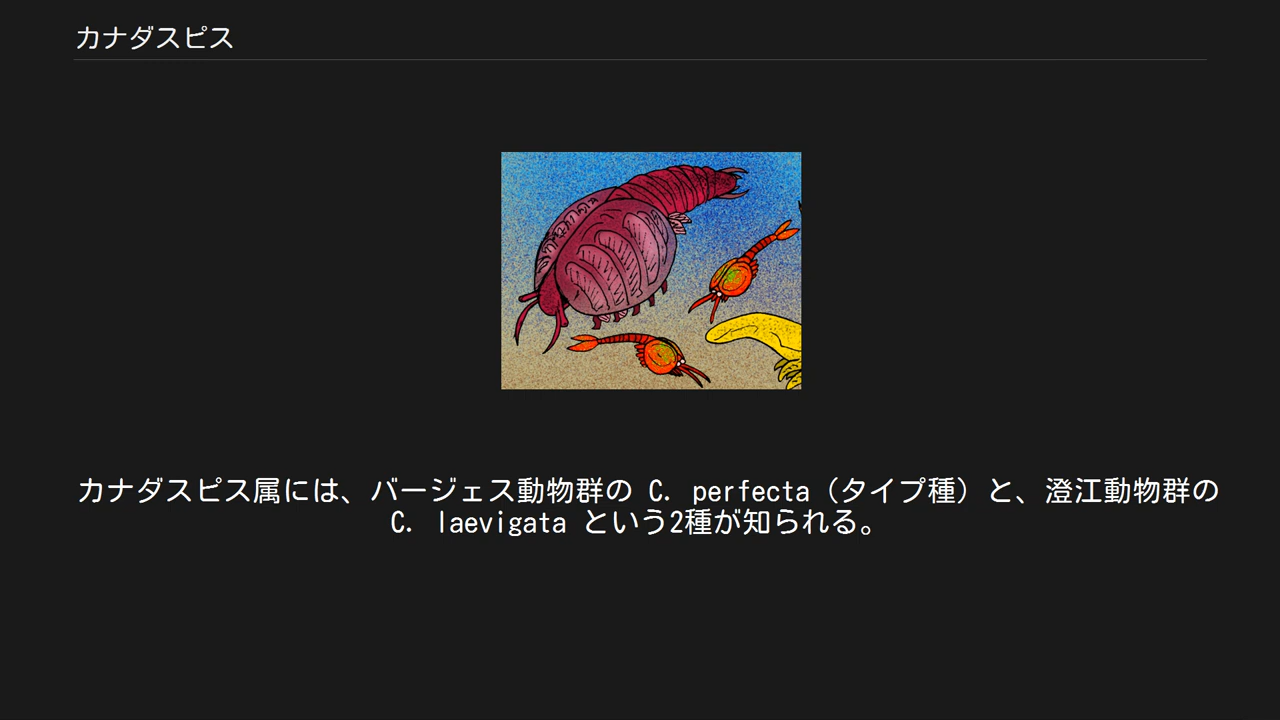 カナダスピス
カナダスピス属には、バージェス動物群の C. perfecta（タイプ種）と、澄江動物群の
C. laevigata という2種が知られる。